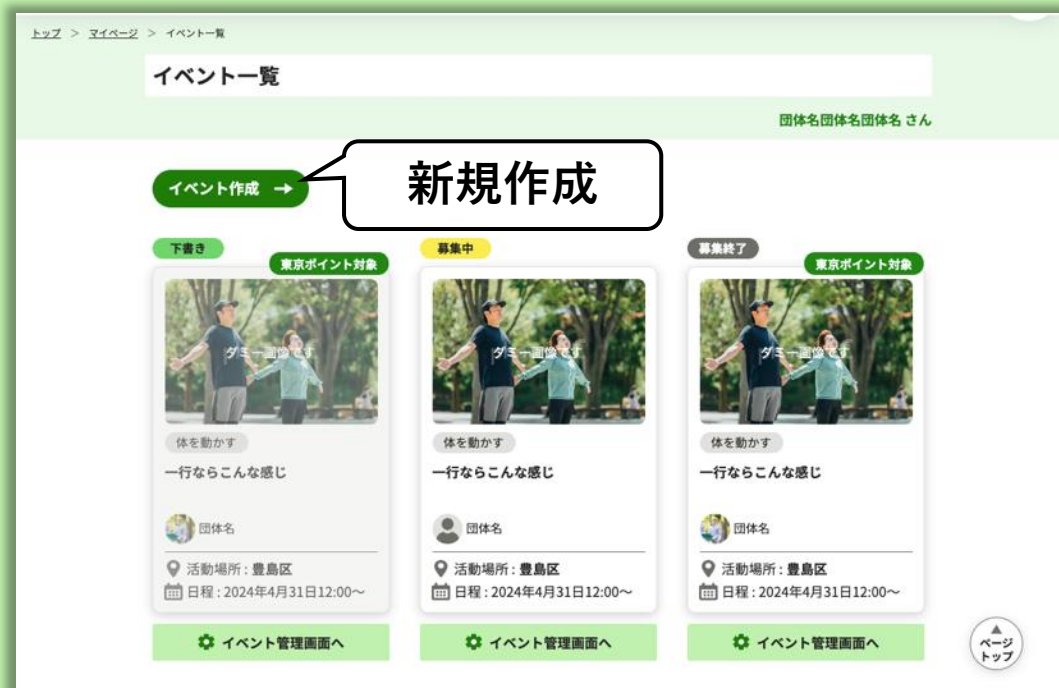 トップ > マイページ > イベント一覧
イベント一覧
団体名団体名団体名 さん
イベント作成 →
新規作成
下書き
東京ポイント対象
ダミー画像です
体を動かす
一行ならこんな感じ
団体名
活動場所 : 豊島区
日程 : 2024年4月31日12:00～
イベント管理画面へ
募集中
ダミー画像です
体を動かす
一行ならこんな感じ
団体名
活動場所 : 豊島区
日程 : 2024年4月31日12:00～
イベント管理画面へ
募集終了
東京ポイント対象
ダミー画像です
体を動かす
一行ならこんな感じ
団体名
活動場所 : 豊島区
日程 : 2024年4月31日12:00～
イベント管理画面へ
ページ
トップ